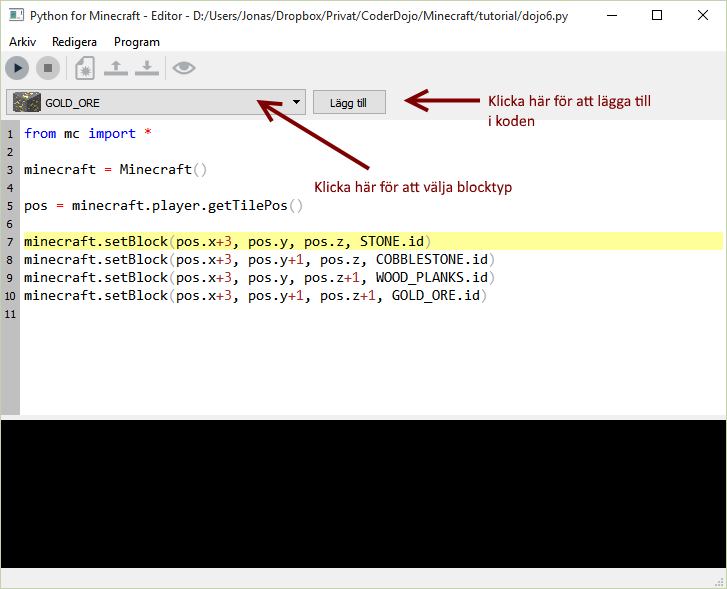 Python for Minecraft - Editor - D:/Users/Jonas/Dropbox/Privat/CoderDojo/Minecraft/tutorial/dojo6.py
Arkiv Redigera Program
GOLD_ORE Lägg till
Klicka här för att lägga till
i koden
Klicka här för att välja blocktyp
1 from mc import *
2
3 minecraft = Minecraft()
4
5 pos = minecraft.player.getTilePos()
6
7 minecraft.setBlock(pos.x+3, pos.y, pos.z, STONE.id)
8 minecraft.setBlock(pos.x+3, pos.y+1, pos.z, COBBLESTONE.id)
9 minecraft.setBlock(pos.x+3, pos.y, pos.z+1, WOOD_PLANKS.id)
10 minecraft.setBlock(pos.x+3, pos.y+1, pos.z+1, GOLD_ORE.id)
11